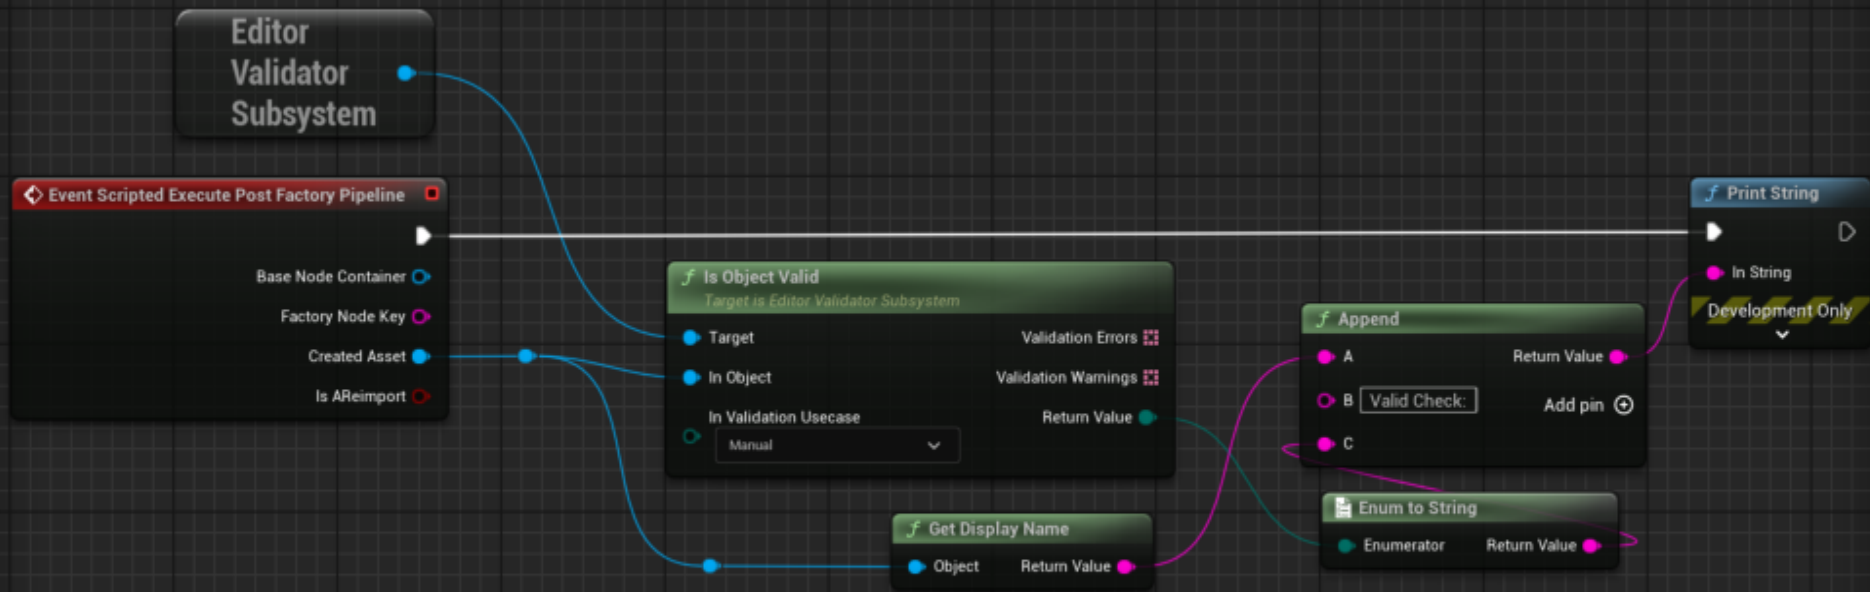 Editor
Validator
Subsystem
Event Scripted Execute Post Factory Pipeline
Base Node Container
Factory Node Key
Created Asset
Is AReimport
f Is Object Valid
Target is Editor Validator Subsystem
Target
Validation Errors
In Object
Validation Warnings
In Validation Usecase
Return Value
Manual
f Get Display Name
Object
Return Value
f Append
A
Return Value
B Valid Check:
Add pin
C
Enum to String
Enumerator
Return Value
f Print String
In String
Development Only